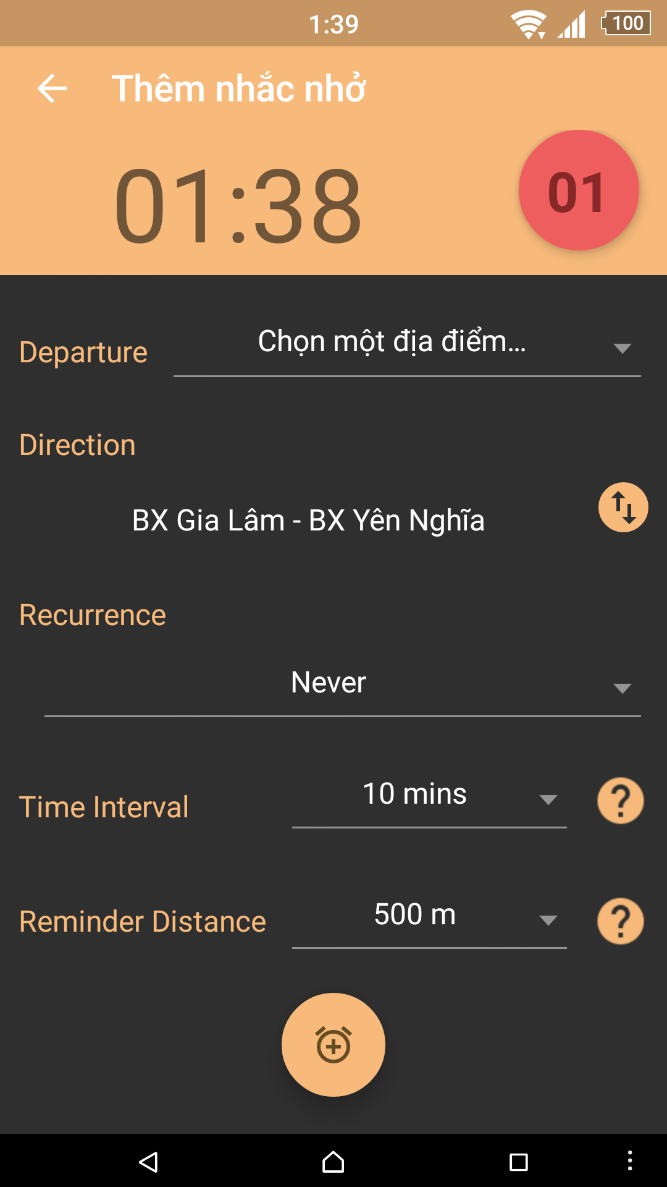 1:39
100
Thêm nhắc nhở
01:38
01
Departure
Chọn một địa điểm...
Direction
BX Gia Lâm - BX Yên Nghĩa
Recurrence
Never
Time Interval
10 mins
?
Reminder Distance
500 m
?